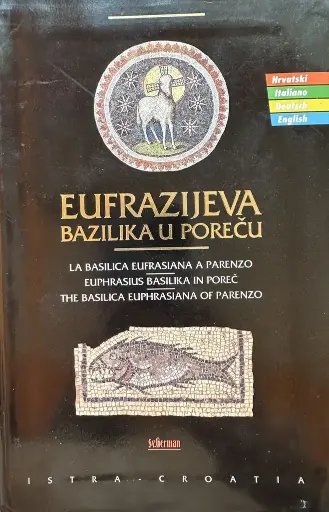 Hrvatski
Italiano
Deutsch
English
EUFRAZIJEVA
BAZILIKA U POREČU
LA BASILICA EUFRASIANA A PARENZO
EUPHRASIUS BASILIKA IN POREČ
THE BASILICA EUPHRASIANA OF PARENZO
ISTRA - CROATIA